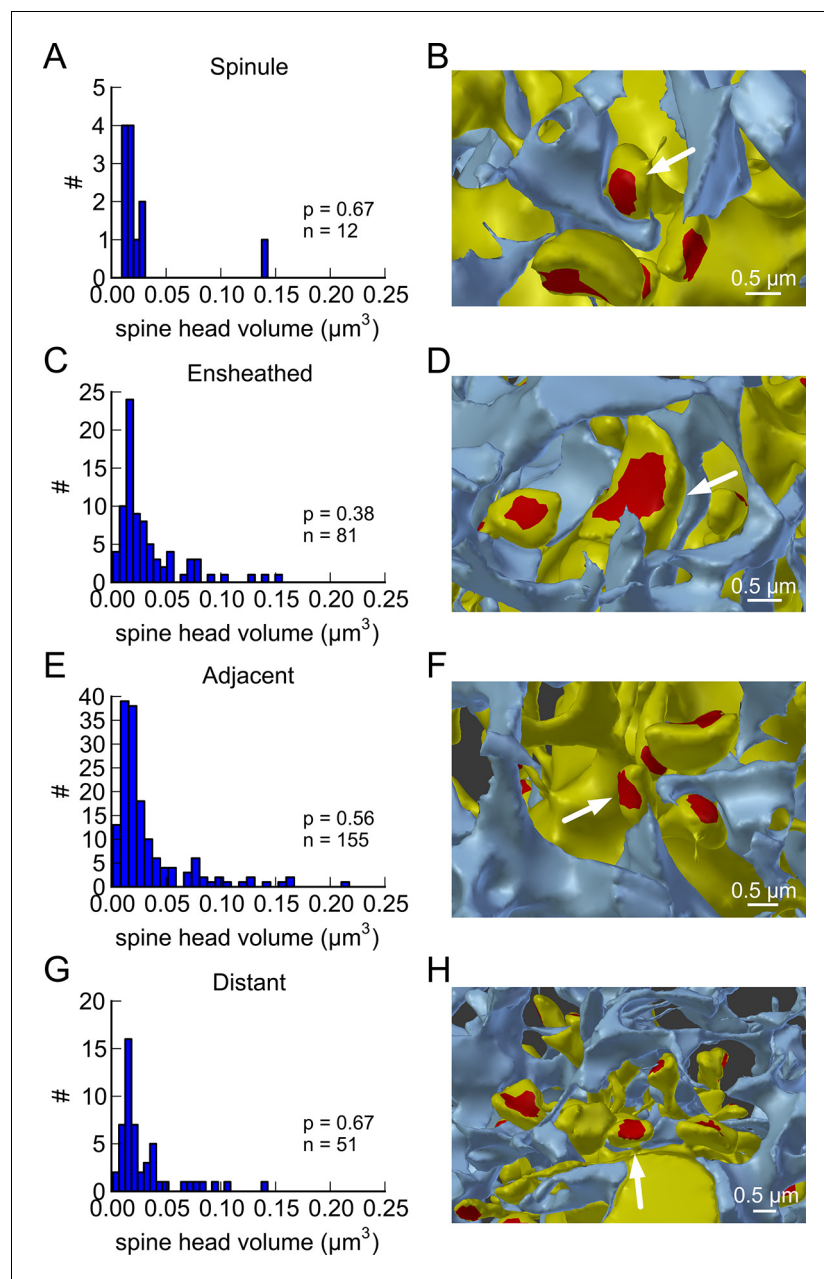 A
Spinule
5
4
3
2
1
0
#
p = 0.67
n = 12
0.00 0.05 0.10 0.15 0.20 0.25
spine head volume (µm³)
B
0.5 µm
C
Ensheathed
25
20
15
10
5
0
#
p = 0.38
n = 81
0.00 0.05 0.10 0.15 0.20 0.25
spine head volume (µm³)
D
0.5 µm
E
Adjacent
40
35
30
25
20
15
10
5
0
#
p = 0.56
n = 155
0.00 0.05 0.10 0.15 0.20 0.25
spine head volume (µm³)
F
0.5 µm
G
Distant
20
15
10
5
0
#
p = 0.67
n = 51
0.00 0.05 0.10 0.15 0.20 0.25
spine head volume (µm³)
H
0.5 µm